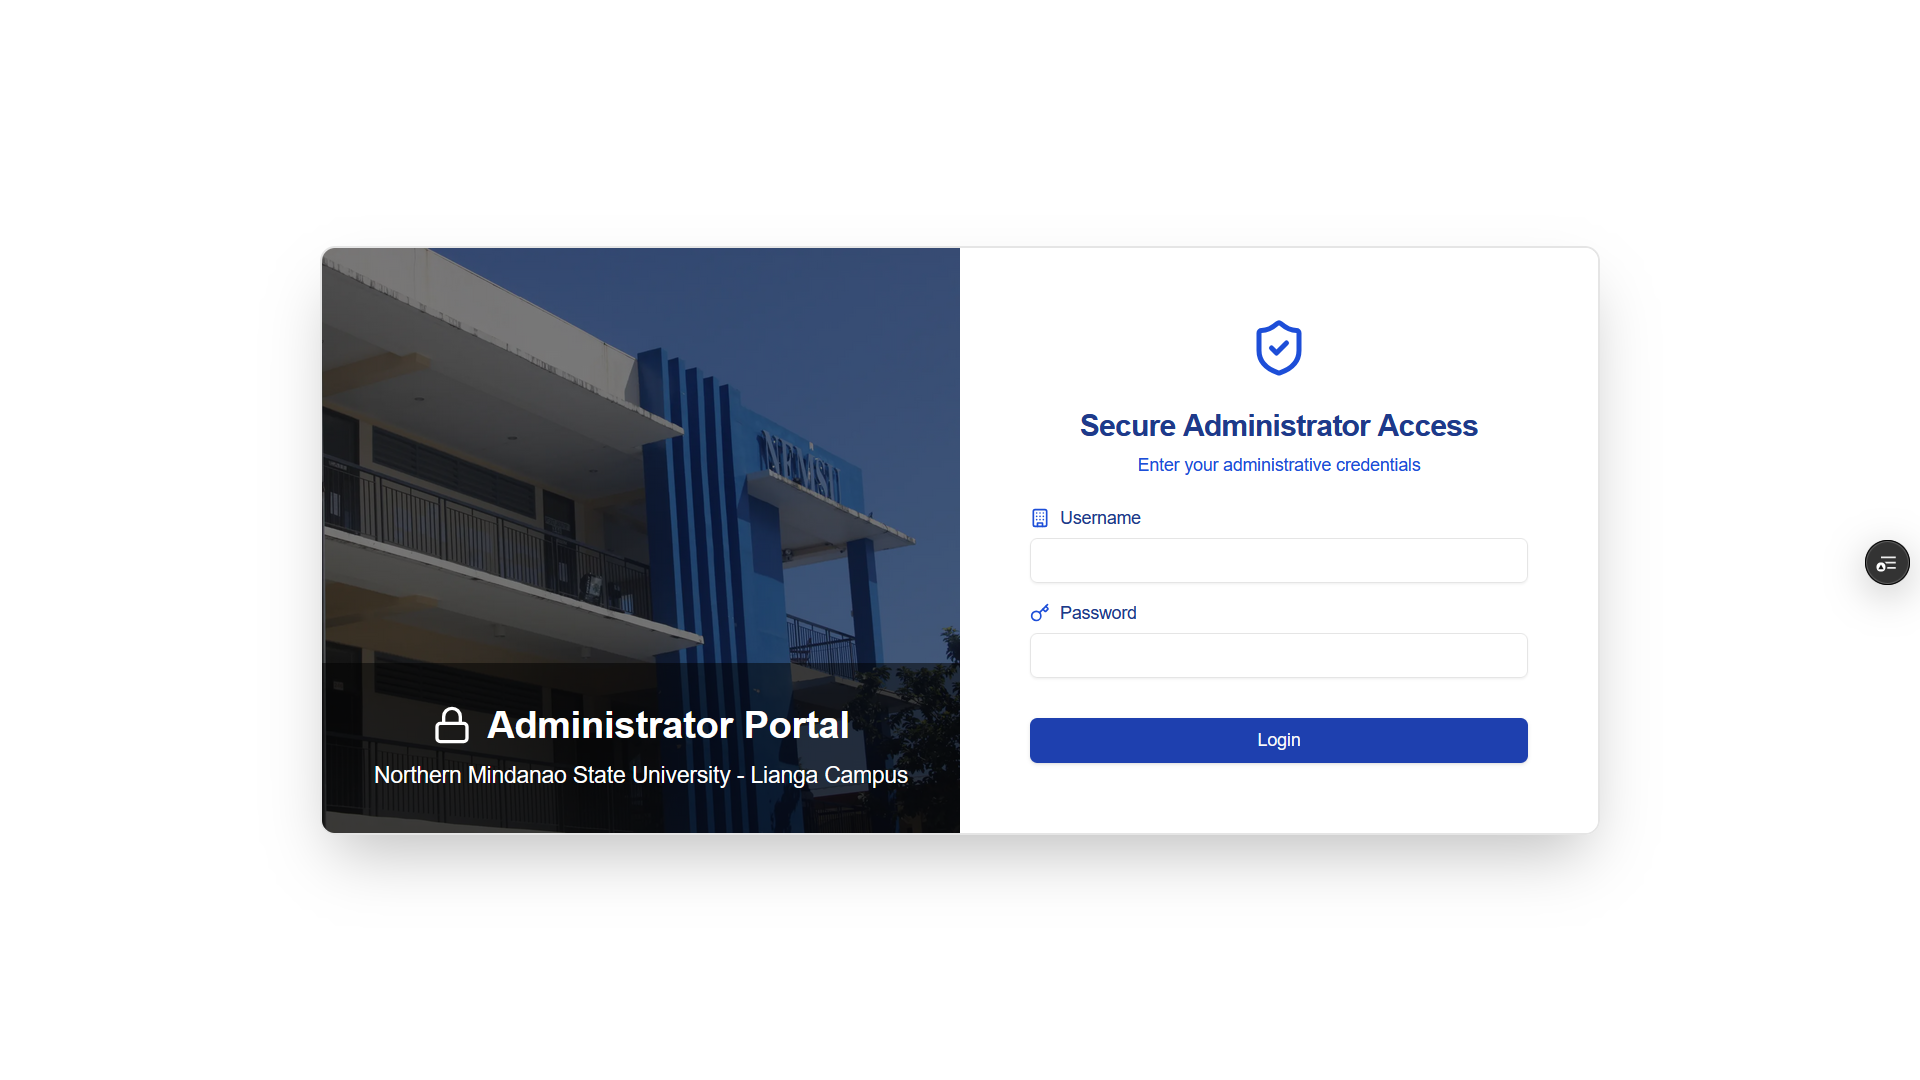 NEMSU
Administrator Portal
Northern Mindanao State University - Lianga Campus
Secure Administrator Access
Enter your administrative credentials
Username
Password
Login